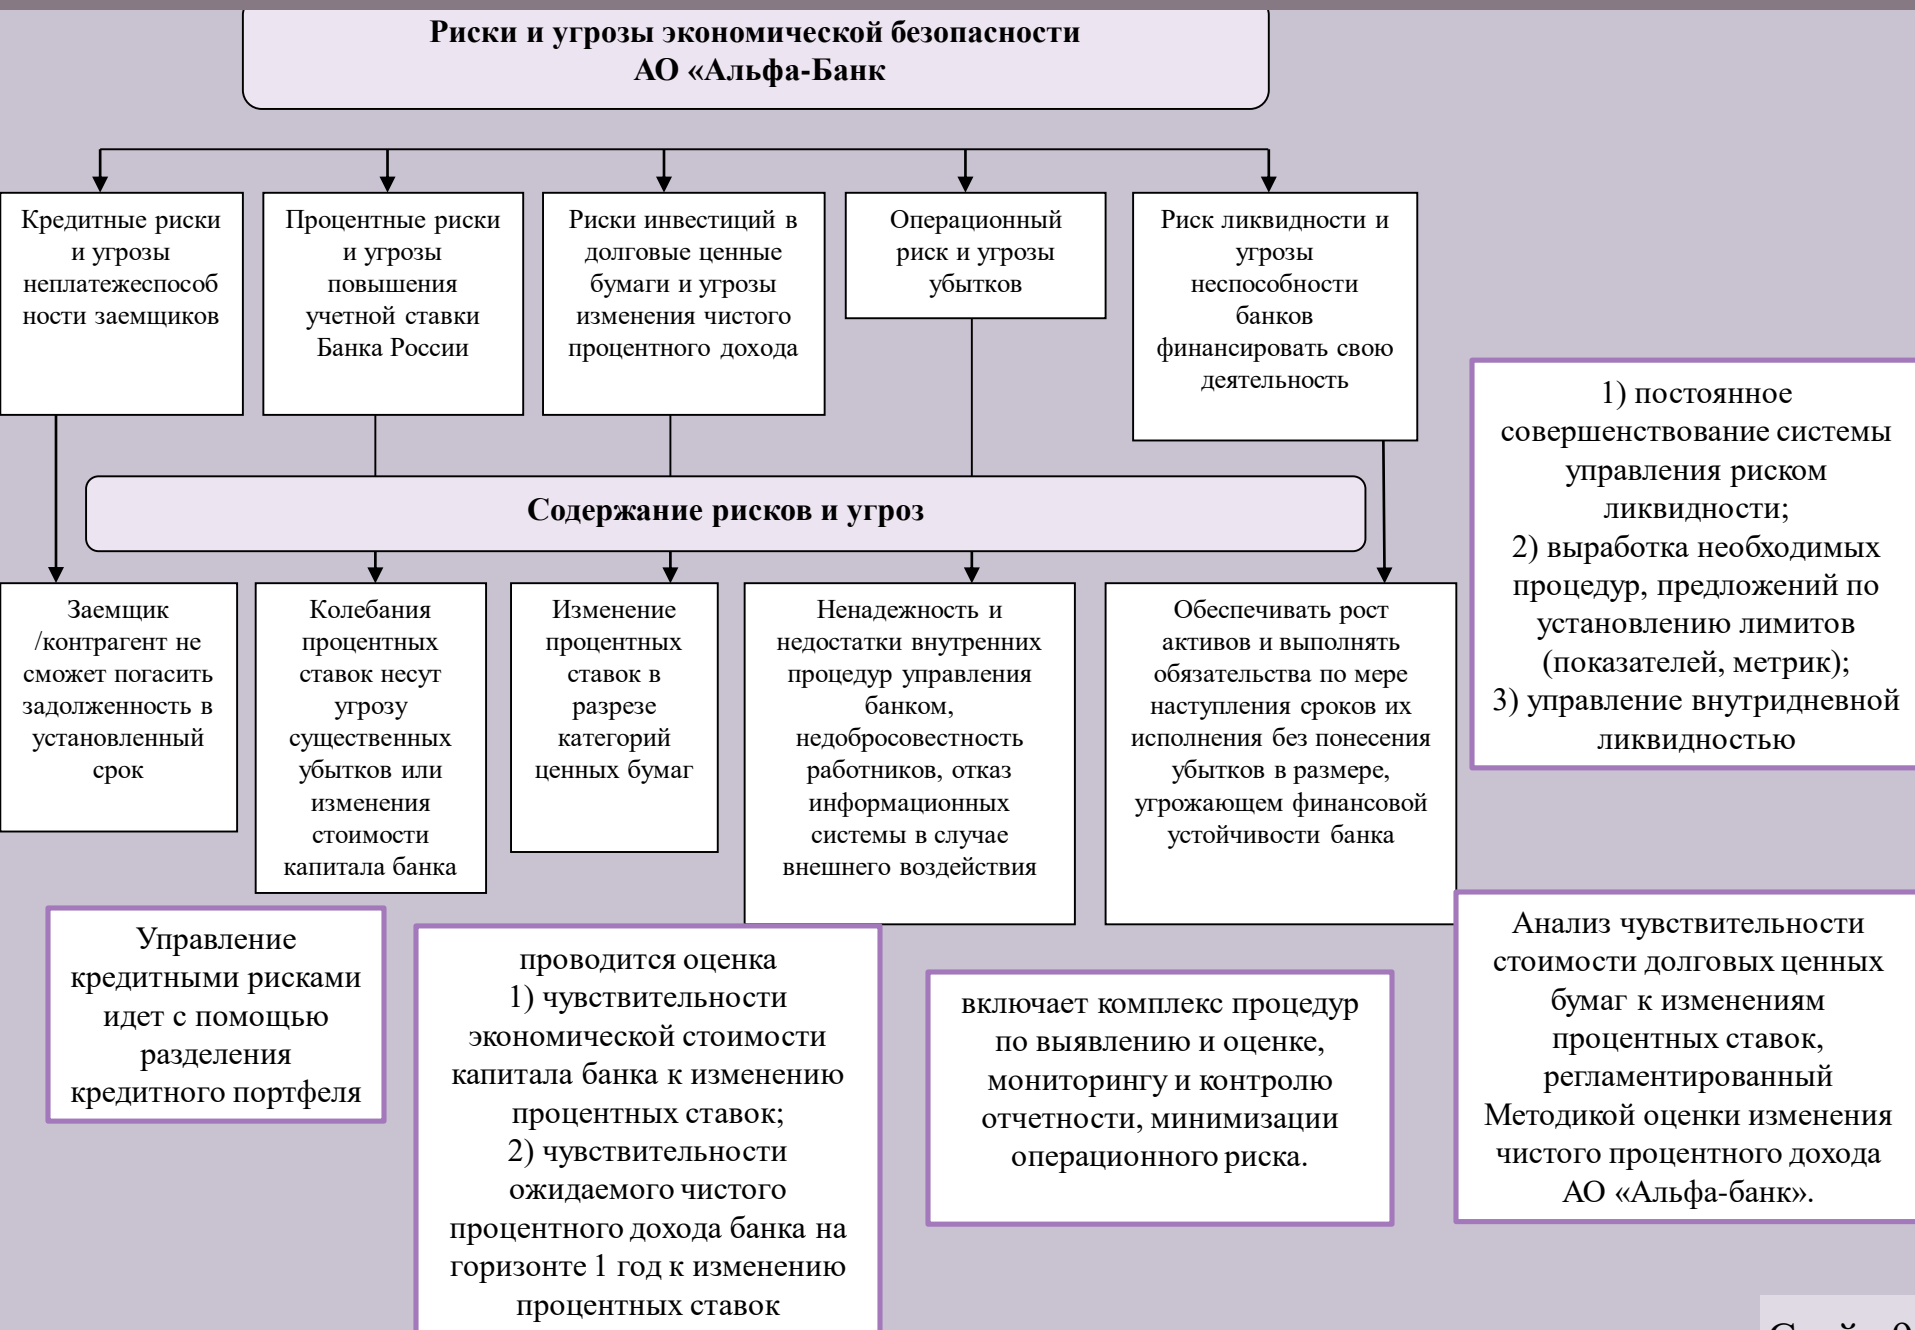 Риски и угрозы экономической безопасности
АО «Альфа-Банк
Кредитные риски
и угрозы
неплатежеспособ
ности заемщиков
Процентные риски
и угрозы
повышения
учетной ставки
Банка России
Риски инвестиций в
долговые ценные
бумаги и угрозы
изменения чистого
процентного дохода
Операционный
риск и угрозы
убытков
Риск ликвидности и
угрозы
неспособности
банков
финансировать свою
деятельность
1) постоянное
совершенствование системы
управления риском
ликвидности;
2) выработка необходимых
процедур, предложений по
установлению лимитов
(показателей, метрик);
3) управление внутридневной
ликвидностью
Содержание рисков и угроз
Заемщик
/контрагент не
сможет погасить
задолженность в
установленный
срок
Колебания
процентных
ставок несут
угрозу
существенных
убытков или
изменения
стоимости
капитала банка
Изменение
процентных
ставок в
разрезе
категорий
ценных бумаг
Ненадежность и
недостатки внутренних
процедур управления
банком,
недобросовестность
работников, отказ
информационных
системы в случае
внешнего воздействия
Обеспечивать рост
активов и выполнять
обязательства по мере
наступления сроков их
исполнения без понесения
убытков в размере,
угрожающем финансовой
устойчивости банка
Управление
кредитными рисками
идет с помощью
разделения
кредитного портфеля
проводится оценка
1) чувствительности
экономической стоимости
капитала банка к изменению
процентных ставок;
2) чувствительности
ожидаемого чистого
процентного дохода банка на
горизонте 1 год к изменению
процентных ставок
включает комплекс процедур
по выявлению и оценке,
мониторингу и контролю
отчетности, минимизации
операционного риска.
Анализ чувствительности
стоимости долговых ценных
бумаг к изменениям
процентных ставок,
регламентированный
Методикой оценки изменения
чистого процентного дохода
АО «Альфа-банк».